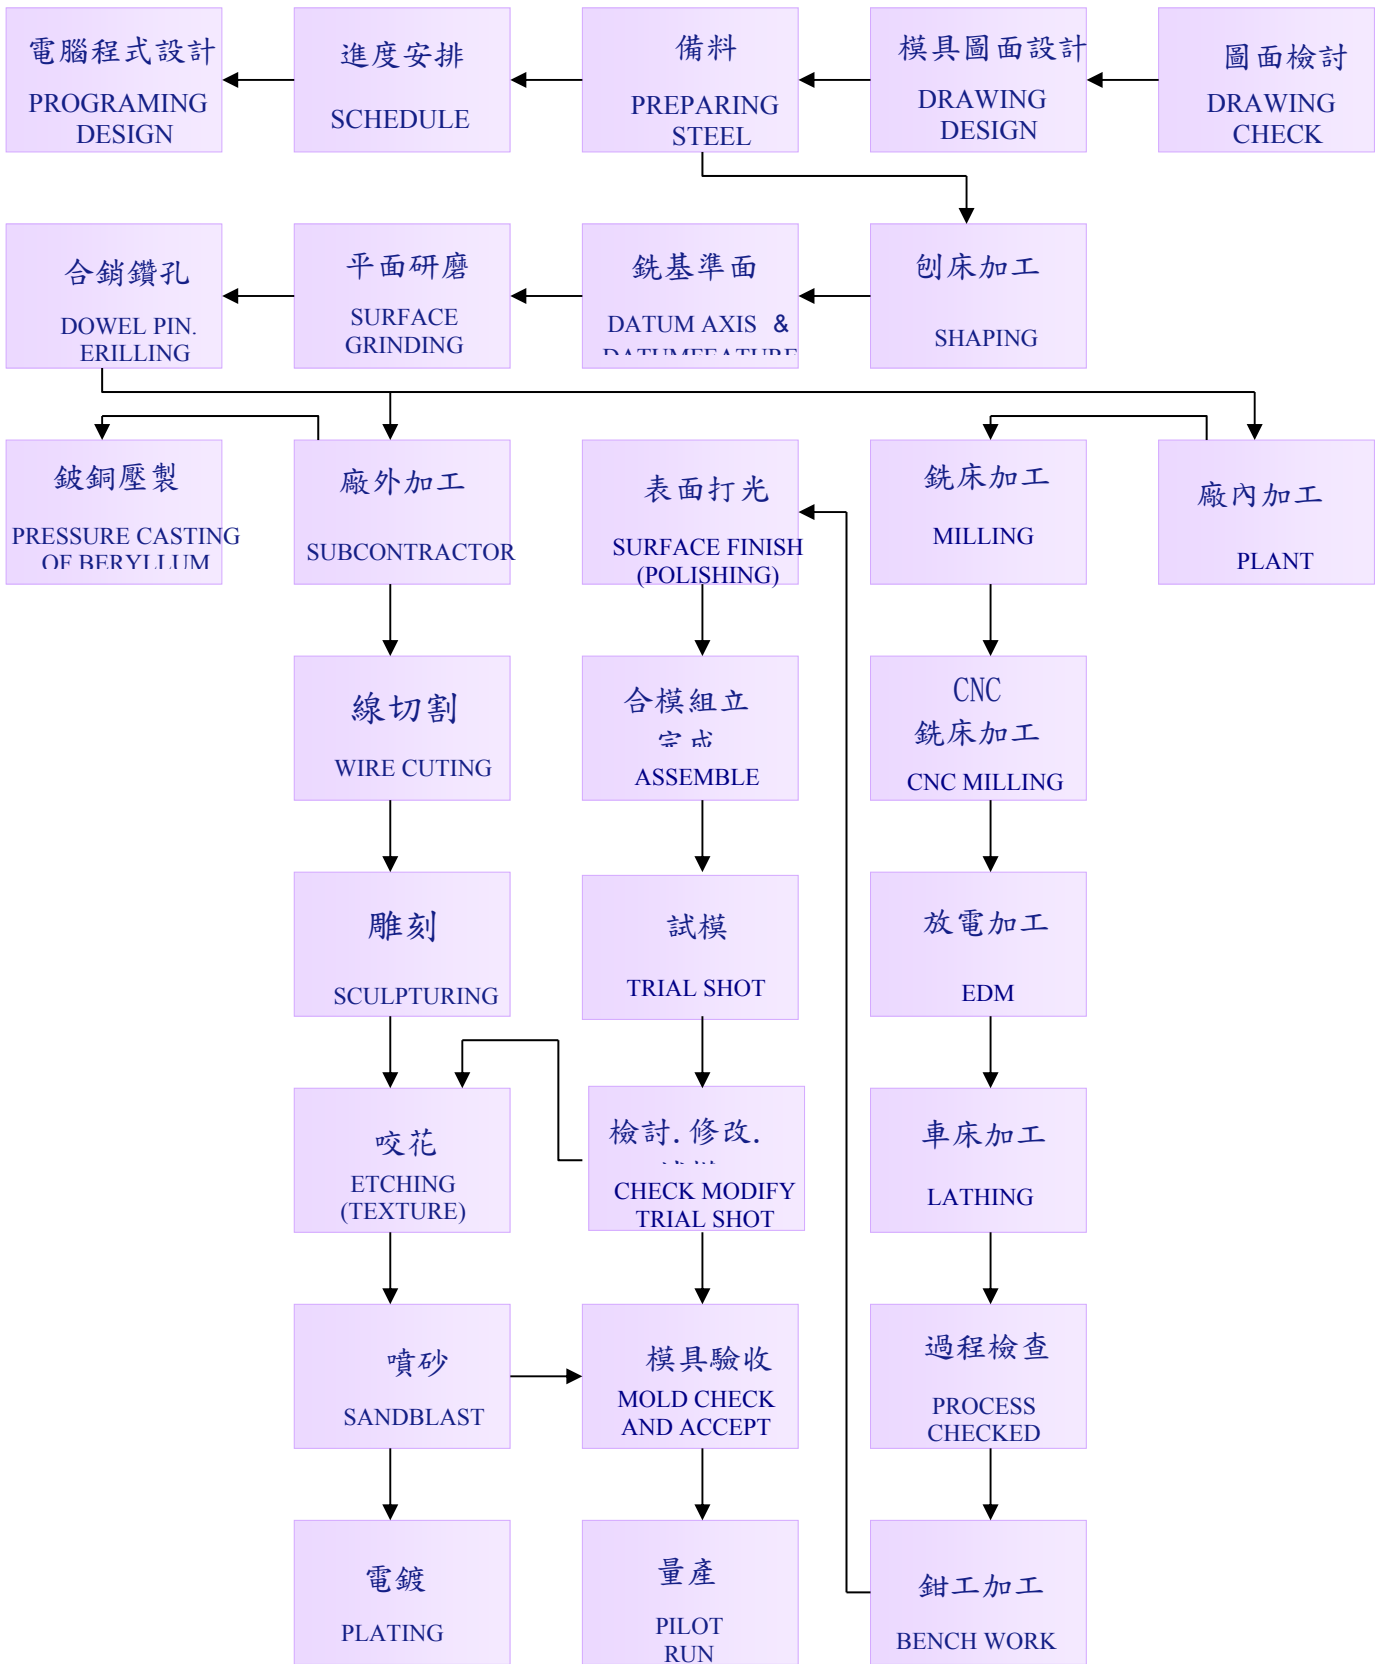 電腦程式設計
PROGRAMING
DESIGN
進度安排
SCHEDULE
備料
PREPARING
STEEL
模具圖面設計
DRAWING
DESIGN
圖面檢討
DRAWING
CHECK
合銷鑽孔
DOWEL PIN.
ERILLING
平面研磨
SURFACE
GRINDING
銑基準面
DATUM AXIS &
DATUMFEATURE
刨床加工
SHAPING
鈹銅壓製
PRESSURE CASTING
OF BERYLLUM
廠外加工
SUBCONTRACTOR
表面打光
SURFACE FINISH
(POLISHING)
銑床加工
MILLING
廠內加工
PLANT
線切割
WIRE CUTING
合模組立
完成
ASSEMBLE
CNC
銑床加工
CNC MILLING
雕刻
SCULPTURING
試模
TRIAL SHOT
放電加工
EDM
咬花
ETCHING
(TEXTURE)
檢討.修改.
CHECK MODIFY
TRIAL SHOT
車床加工
LATHING
噴砂
SANDBLAST
模具驗收
MOLD CHECK
AND ACCEPT
過程檢查
PROCESS
CHECKED
電鍍
PLATING
量產
PILOT
RUN
鉗工加工
BENCH WORK